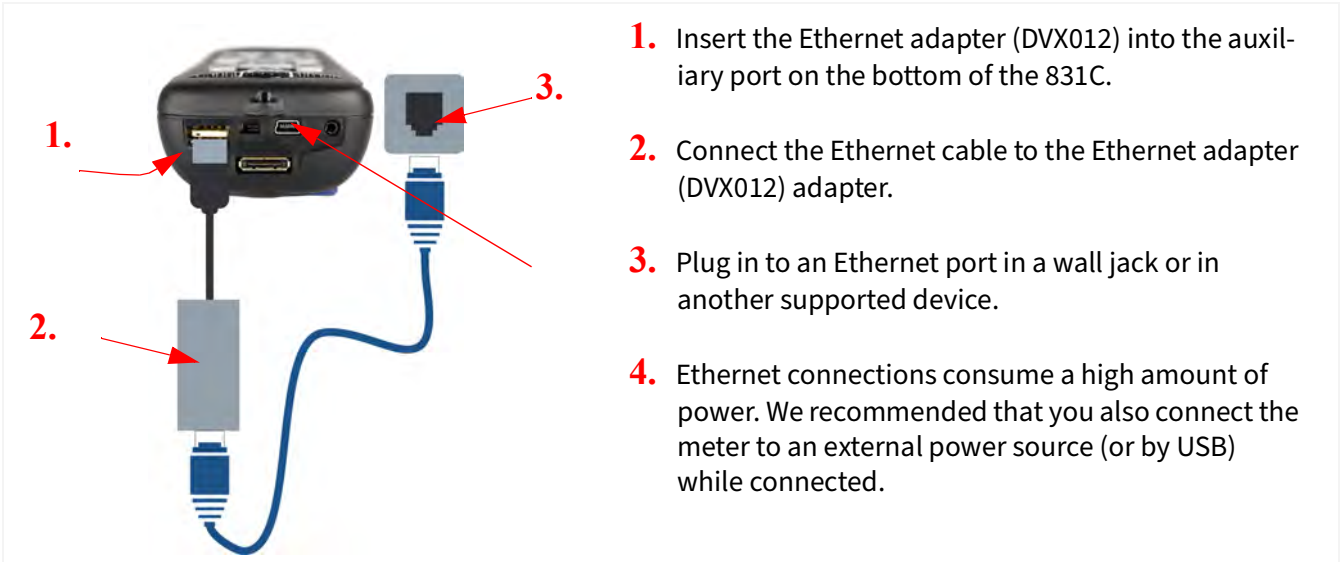 1.
2.
3.
1. Insert the Ethernet adapter (DVX012) into the auxil-
iary port on the bottom of the 831C.
2. Connect the Ethernet cable to the Ethernet adapter
(DVX012) adapter.
3. Plug in to an Ethernet port in a wall jack or in
another supported device.
4. Ethernet connections consume a high amount of
power. We recommended that you also connect the
meter to an external power source (or by USB)
while connected.